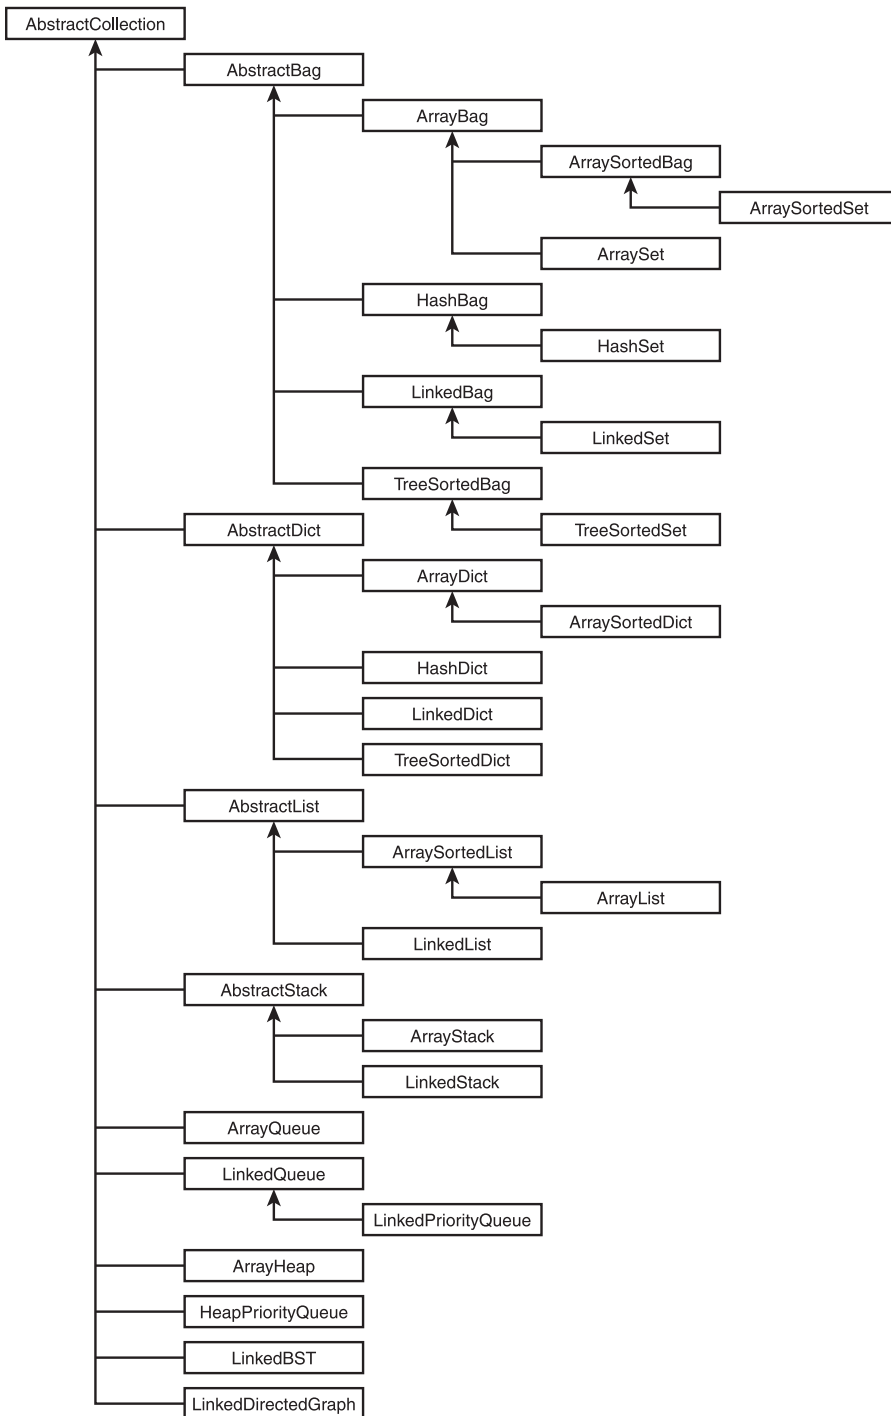 AbstractCollection
AbstractBag
ArrayBag
ArraySortedBag
ArraySortedSet
ArraySet
HashBag
HashSet
LinkedBag
LinkedSet
TreeSortedBag
TreeSortedSet
AbstractDict
ArrayDict
ArraySortedDict
HashDict
LinkedDict
TreeSortedDict
AbstractList
ArraySortedList
ArrayList
LinkedList
AbstractStack
ArrayStack
LinkedStack
ArrayQueue
LinkedQueue
LinkedPriorityQueue
ArrayHeap
HeapPriorityQueue
LinkedBST
LinkedDirectedGraph